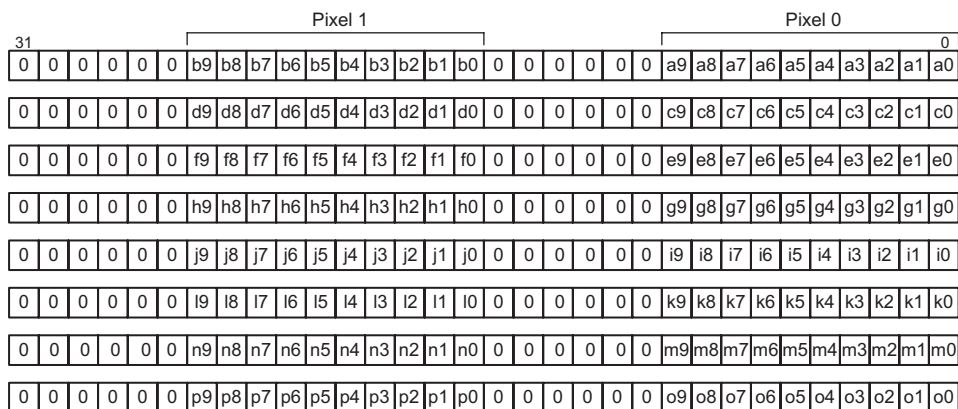 Pixel 1 Pixel 0
31 0
0 0 0 0 0 0 b9 b8 b7 b6 b5 b4 b3 b2 b1 b0 0 0 0 0 0 0 a9 a8 a7 a6 a5 a4 a3 a2 a1 a0
0 0 0 0 0 0 d9 d8 d7 d6 d5 d4 d3 d2 d1 d0 0 0 0 0 0 0 c9 c8 c7 c6 c5 c4 c3 c2 c1 c0
0 0 0 0 0 0 f9 f8 f7 f6 f5 f4 f3 f2 f1 f0 0 0 0 0 0 0 e9 e8 e7 e6 e5 e4 e3 e2 e1 e0
0 0 0 0 0 0 h9 h8 h7 h6 h5 h4 h3 h2 h1 h0 0 0 0 0 0 0 g9 g8 g7 g6 g5 g4 g3 g2 g1 g0
0 0 0 0 0 0 j9 j8 j7 j6 j5 j4 j3 j2 j1 j0 0 0 0 0 0 0 i9 i8 i7 i6 i5 i4 i3 i2 i1 i0
0 0 0 0 0 0 l9 l8 l7 l6 l5 l4 l3 l2 l1 l0 0 0 0 0 0 0 k9 k8 k7 k6 k5 k4 k3 k2 k1 k0
0 0 0 0 0 0 n9 n8 n7 n6 n5 n4 n3 n2 n1 n0 0 0 0 0 0 0 m9 m8 m7 m6 m5 m4 m3 m2 m1 m0
0 0 0 0 0 0 p9 p8 p7 p6 p5 p4 p3 p2 p1 p0 0 0 0 0 0 0 o9 o8 o7 o6 o5 o4 o3 o2 o1 o0